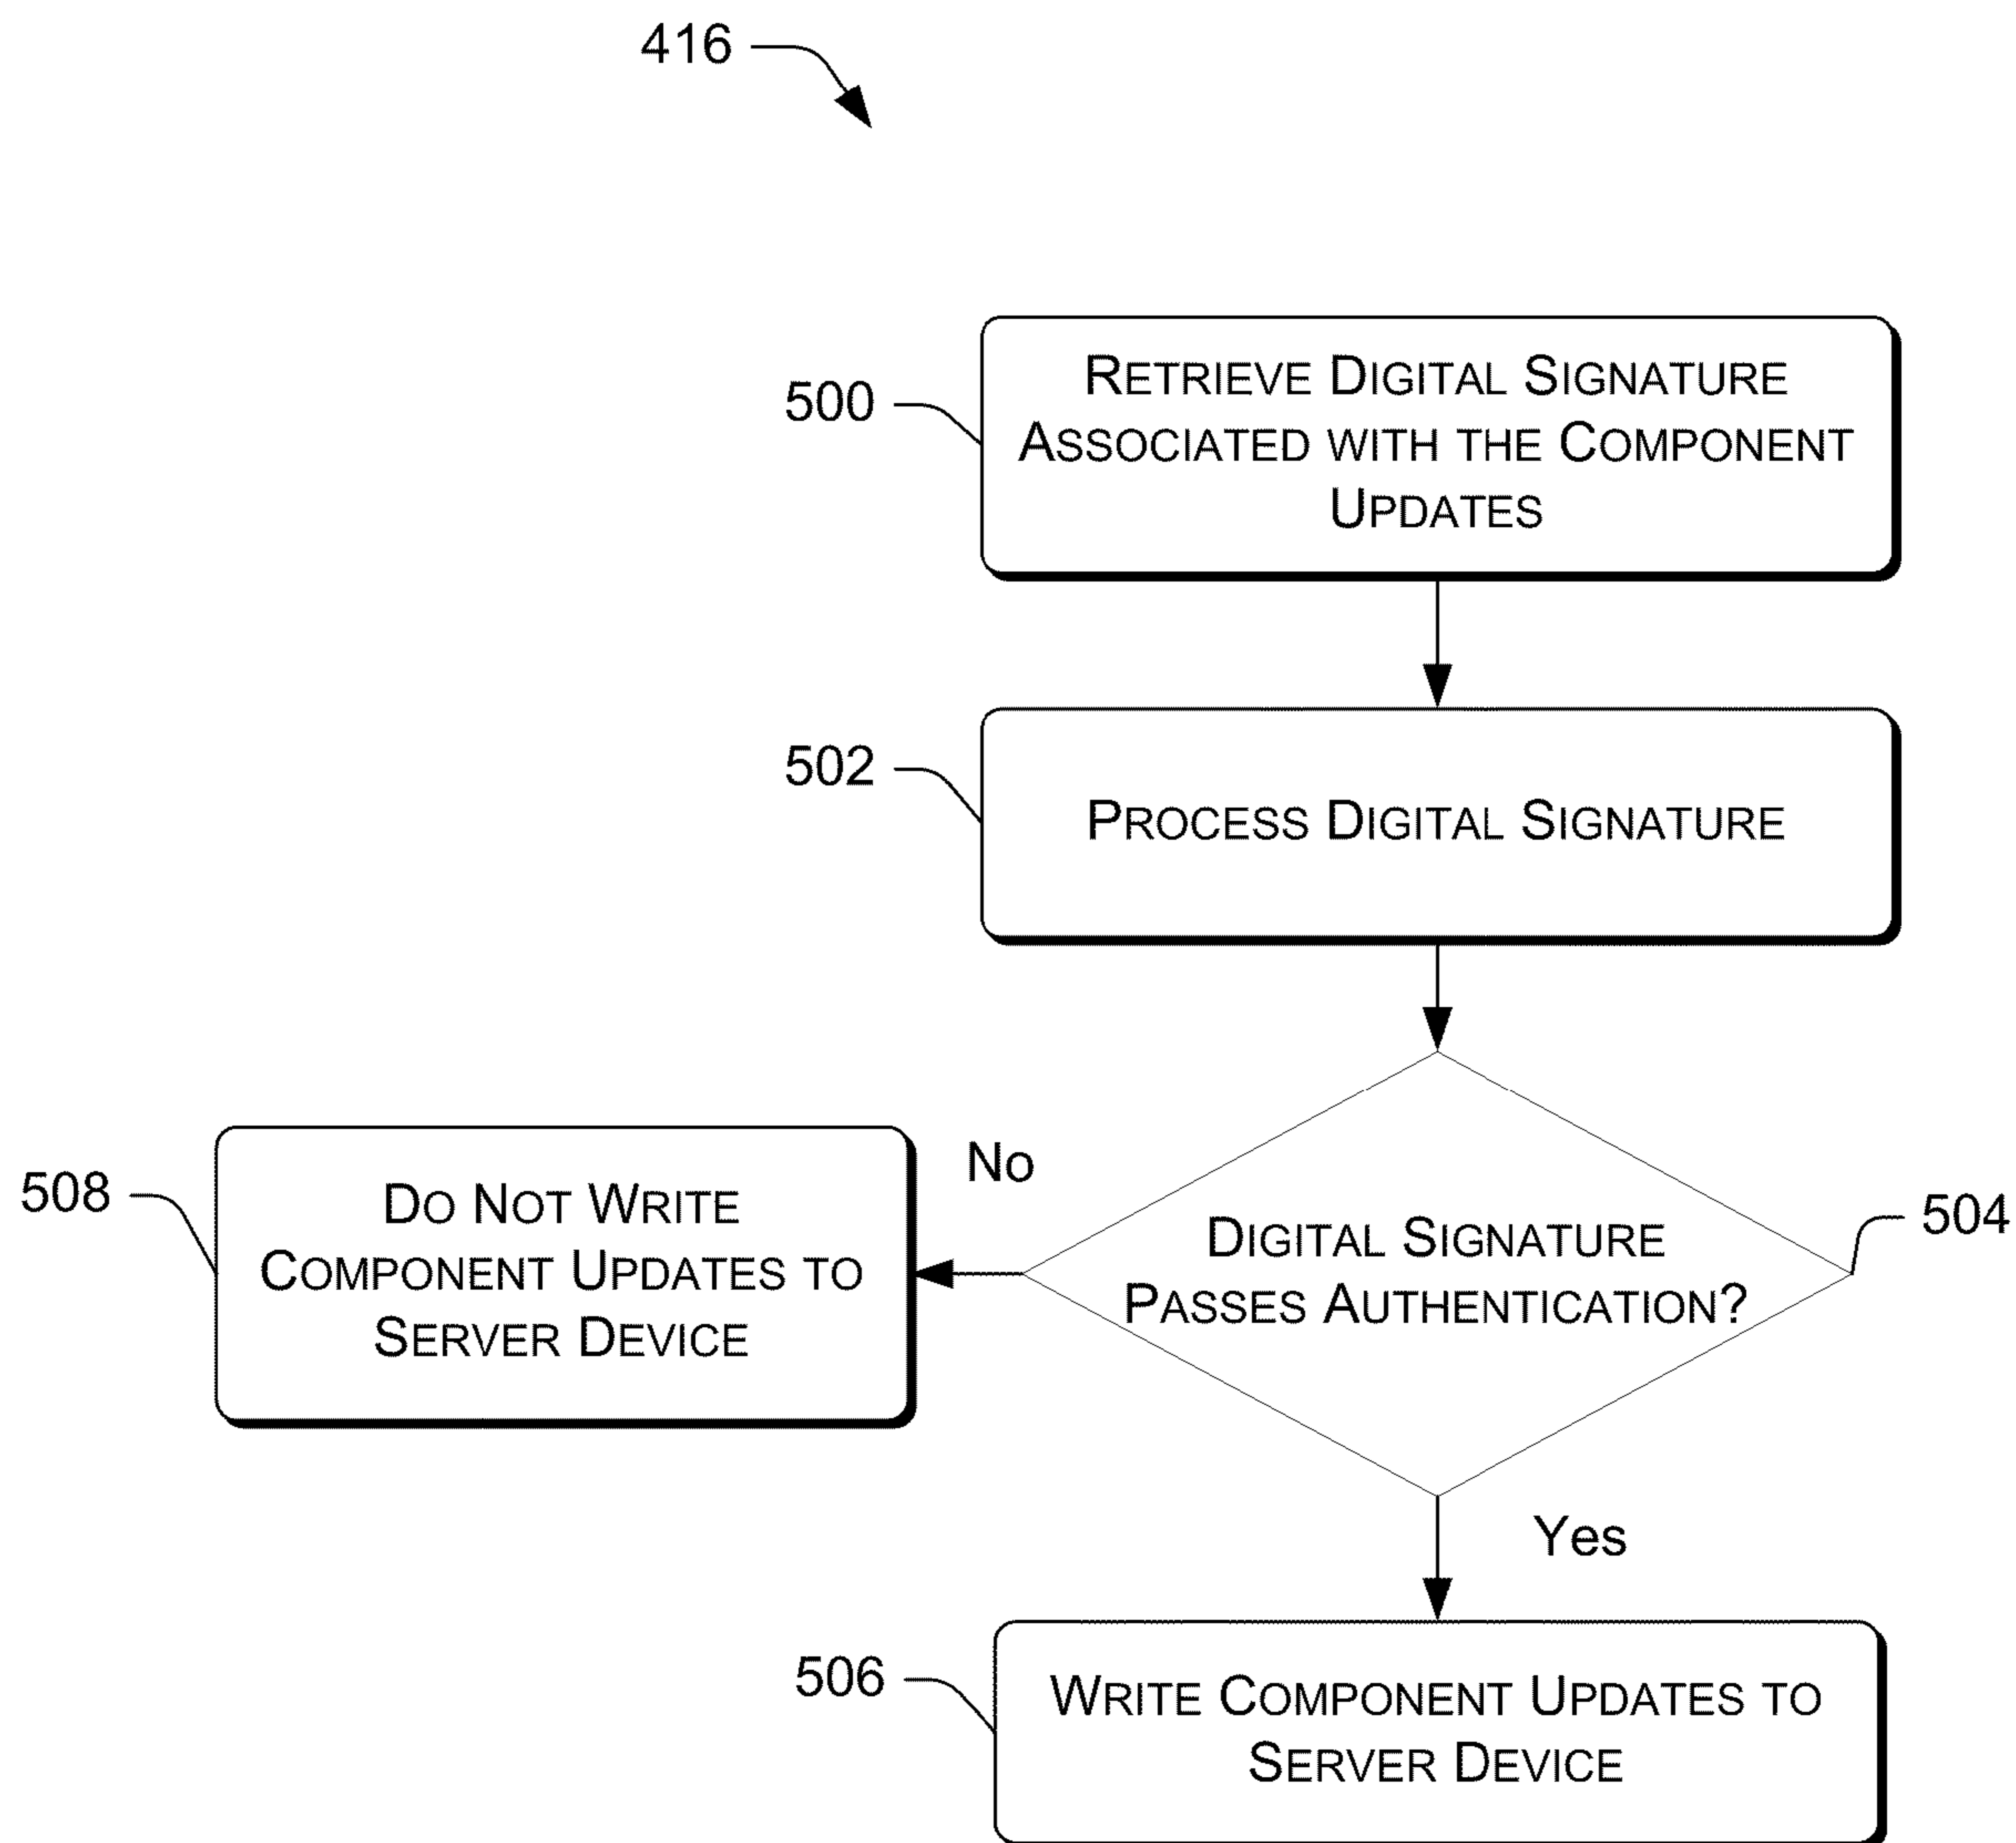 416
500
RETRIEVE DIGITAL SIGNATURE
ASSOCIATED WITH THE COMPONENT
UPDATES
502
PROCESS DIGITAL SIGNATURE
504
DIGITAL SIGNATURE
PASSES AUTHENTICATION?
No
508
DO NOT WRITE
COMPONENT UPDATES TO
SERVER DEVICE
Yes
506
WRITE COMPONENT UPDATES TO
SERVER DEVICE